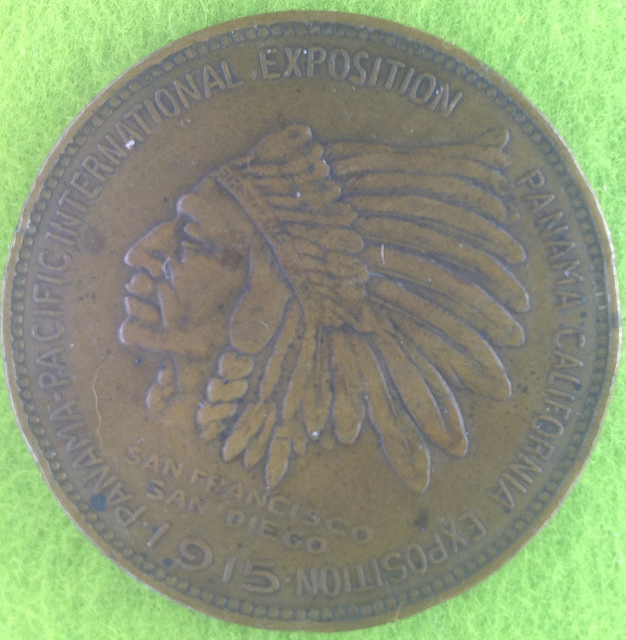 PANAMA-PACIFIC INTERNATIONAL EXPOSITION
PANAMA CALIFORNIA EXPOSITION
1915
SAN FRANCISCO
SAN DIEGO